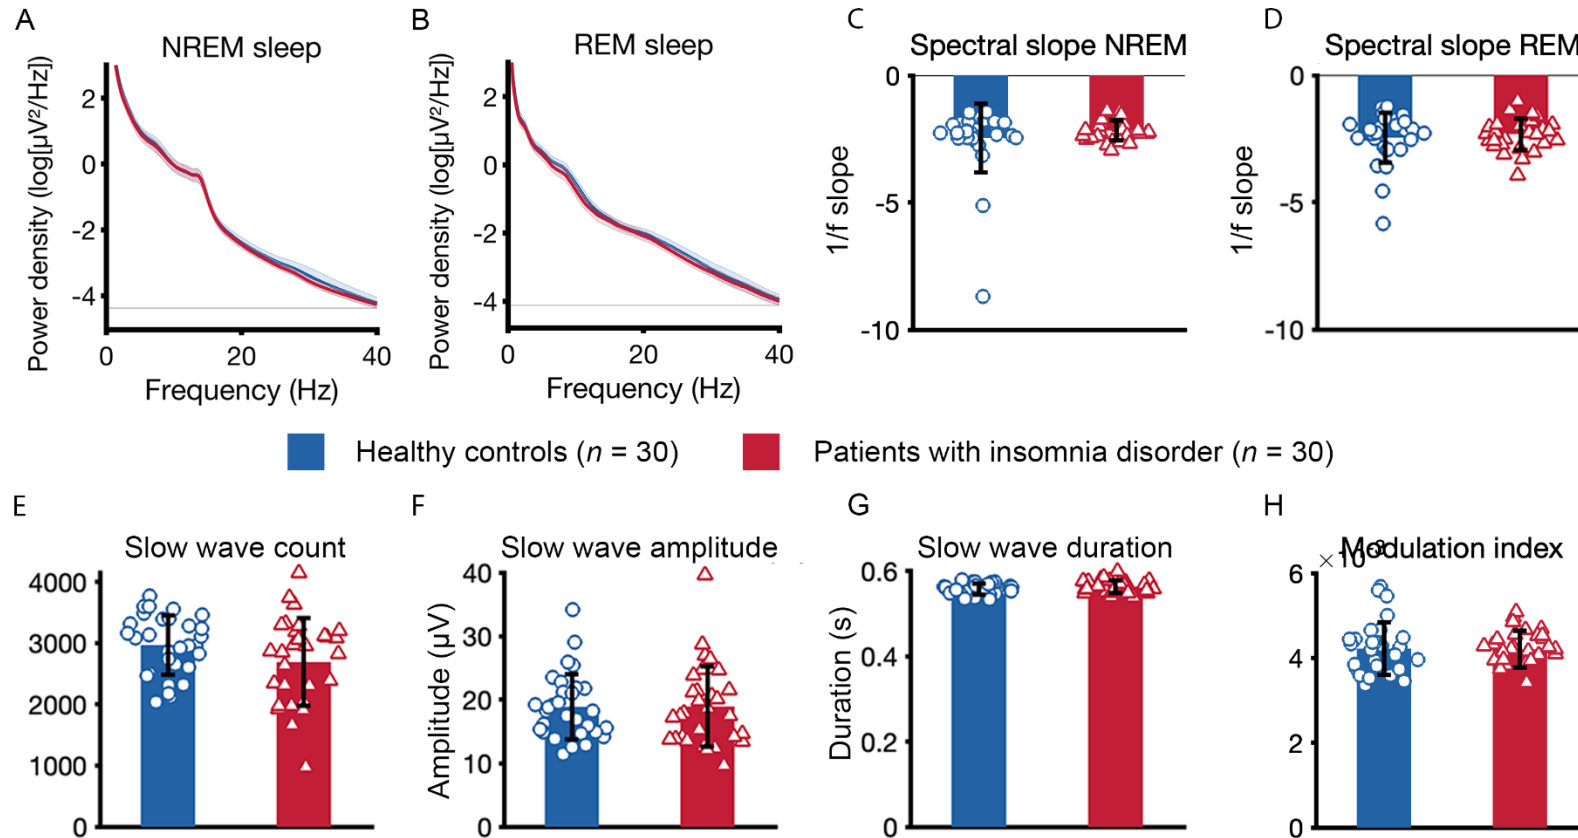 A
NREM sleep
Power density (log[µV²/Hz])
2
0
-2
-4
0 20 40
Frequency (Hz)
B
REM sleep
Power density (log[µV²/Hz])
2
0
-2
-4
0 20 40
Frequency (Hz)
C
Spectral slope NREM
1/f slope
0
-5
-10
D
Spectral slope REM
1/f slope
0
-5
-10
Healthy controls (n = 30)
Patients with insomnia disorder (n = 30)
E
Slow wave count
4000
3000
2000
1000
0
F
Slow wave amplitude
Amplitude (µV)
40
30
20
10
0
G
Slow wave duration
Duration (s)
0.6
0.4
0.2
0
H
Modulation index
6
4
2
0